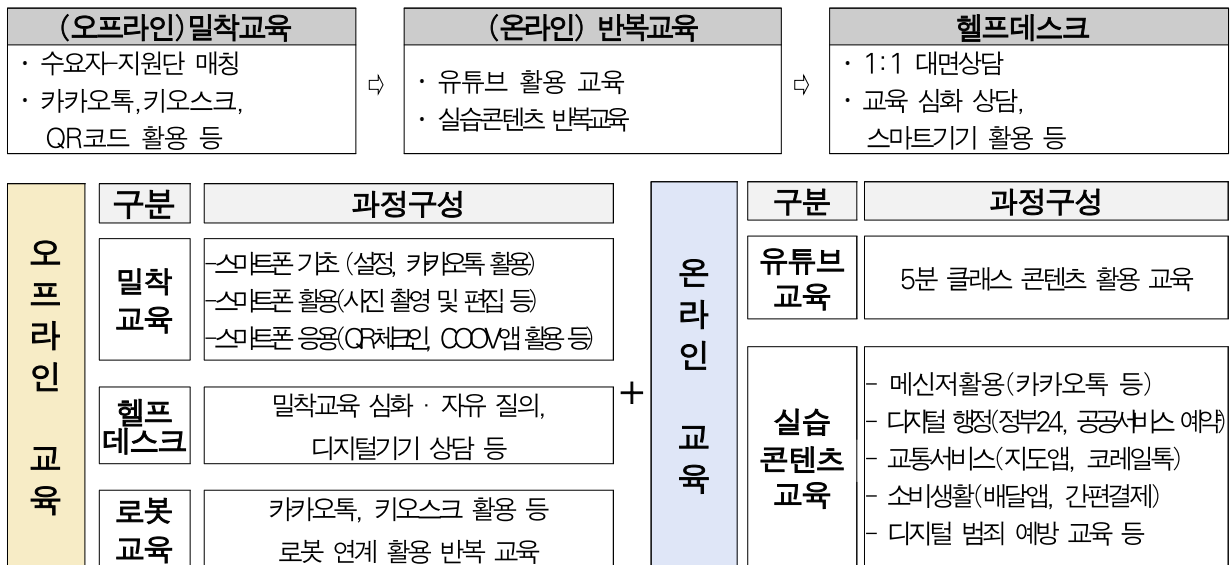 (오프라인)밀착교육
· 수요자-지원단 매칭
· 카카오톡,키오스크,
QR코드 활용 등
⇨
(온라인) 반복교육
· 유튜브 활용 교육
· 실습콘텐츠 반복교육
⇨
헬프데스크
· 1:1 대면상담
· 교육 심화 상담,
스마트기기 활용 등
오프라인 교육
구분
과정구성
밀착
교육
-스마트폰 기초 (설정, 카카오톡 활용)
-스마트폰 활용(사진 촬영 및 편집 등)
-스마트폰 응용(QR체크인, COOV앱 활용 등)
헬프
데스크
밀착교육 심화 · 자유 질의,
디지털기기 상담 등
로봇
교육
카카오톡, 키오스크 활용 등
로봇 연계 활용 반복 교육
+
온라인 교육
구분
과정구성
유튜브
교육
5분 클래스 콘텐츠 활용 교육
실습
콘텐츠
교육
- 메신저활용(카카오톡 등)
- 디지털 행정(정부24, 공공서비스 예약)
- 교통서비스(지도앱, 코레일톡)
- 소비생활(배달앱, 간편결제)
- 디지털 범죄 예방 교육 등